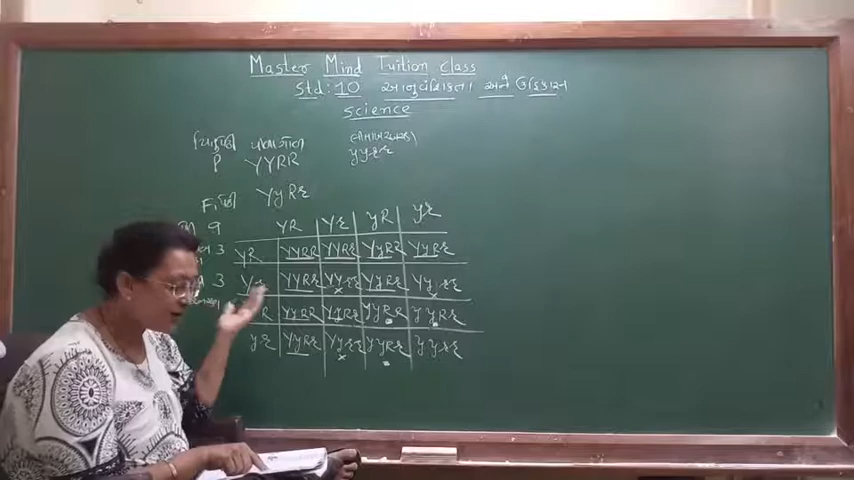 Master Mind Tuition class
Std: 10 આનુવંશિકતા અને ઉદ્વિકાસ
Science
પિતૃપેઢી પીળા ગોળ લીલા ખરબચડા
P YYRR yyrr
F₁ પેઢી YyRr
9 YR Yr yR yr
3 YR YYRR YYRr YyRR YyRr
3 Yr YYRr YYrr YyRr Yyrr
R YyRR YyRr yyRR yyRr
yr YyRr Yyrr yyRr yyrr